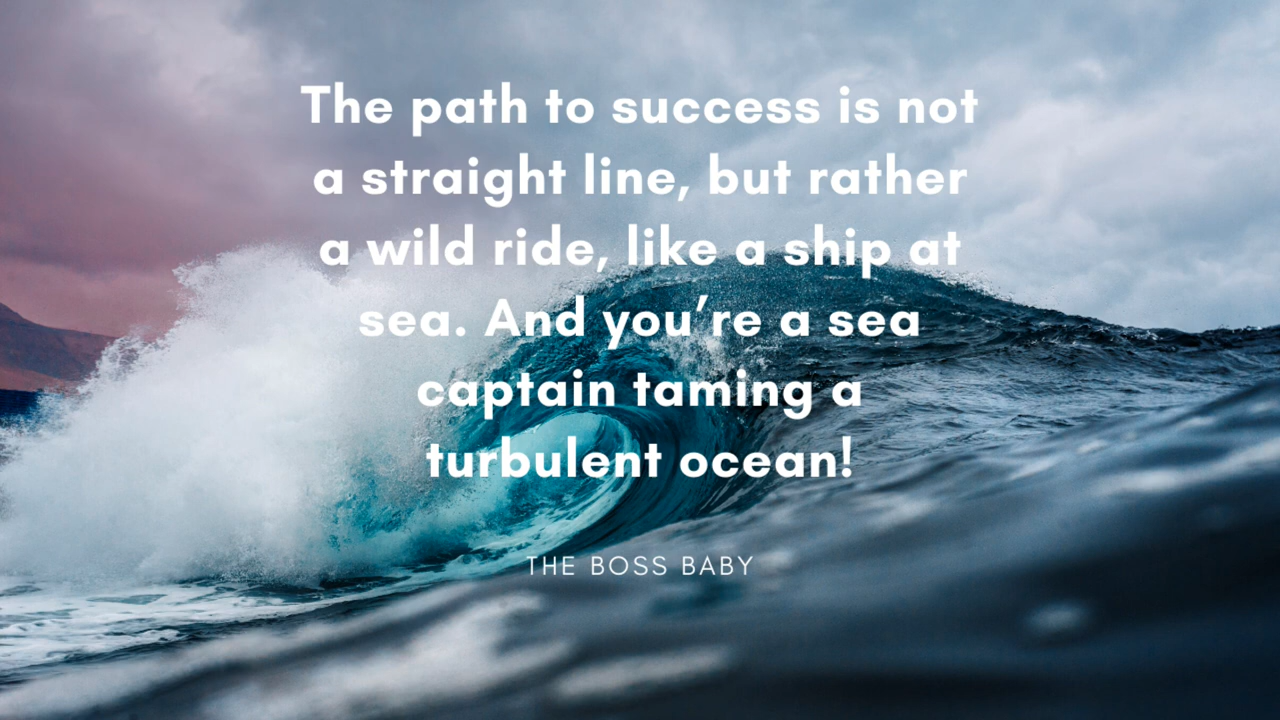 The path to success is not
a straight line, but rather
a wild ride, like a ship at
sea. And you’re a sea
captain taming a
turbulent ocean!
THE BOSS BABY